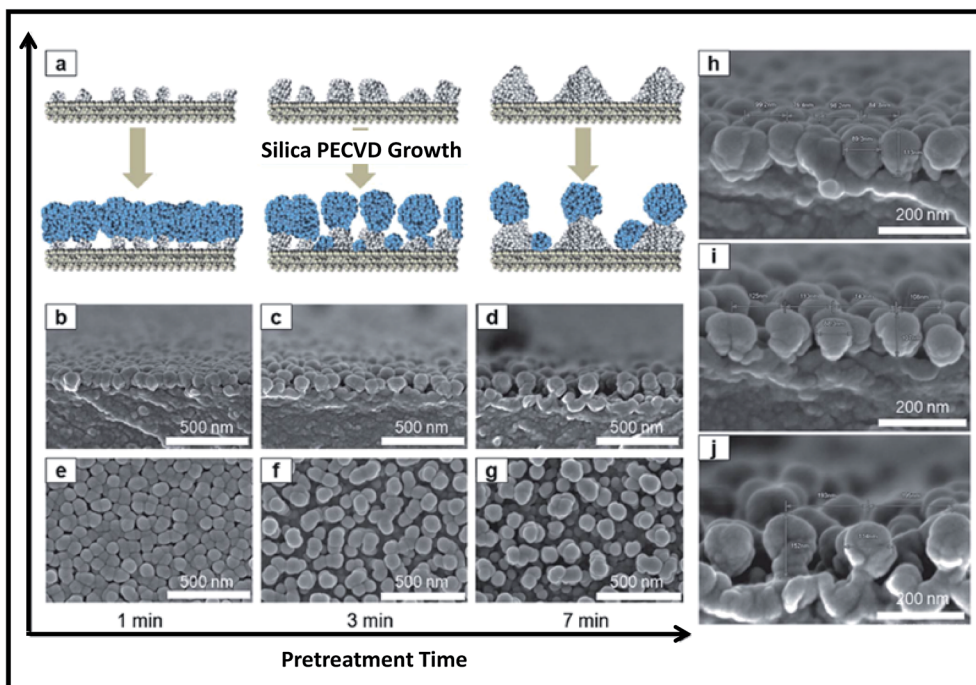 a
Silica PECVD Growth
b
c
d
500 nm
500 nm
500 nm
e
f
g
500 nm
500 nm
500 nm
1 min
3 min
7 min
Pretreatment Time
h
200 nm
i
200 nm
j
200 nm